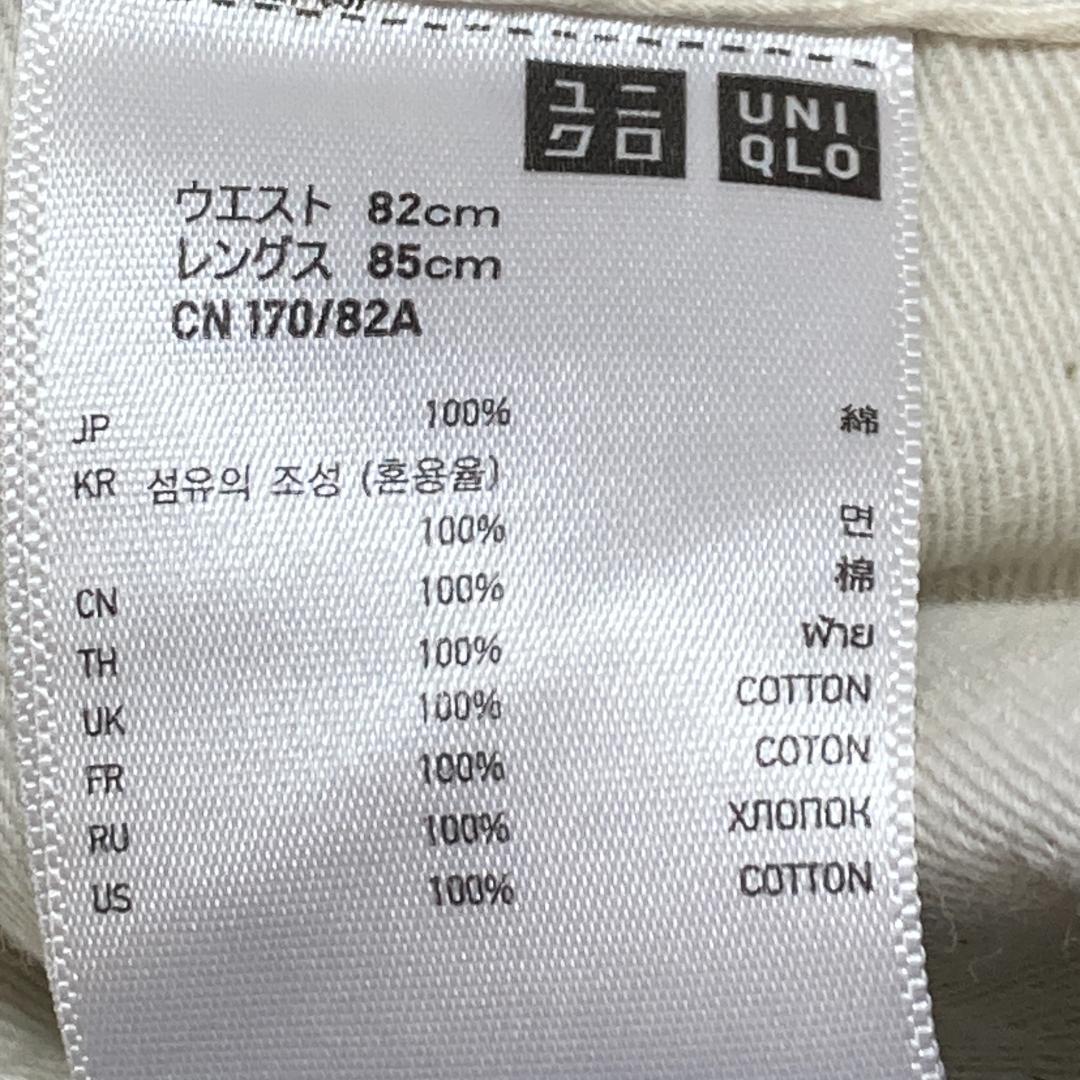 ユニ
クロ
UNI
QLO
ウエスト 82cm
レングス 85cm
CN 170/82A
JP 100% 綿
KR 섬유의 조성 (혼용율)
100% 면
CN 100% 棉
TH 100% ฝ้าย
UK 100% COTTON
FR 100% COTON
RU 100% ХЛОПОК
US 100% COTTON